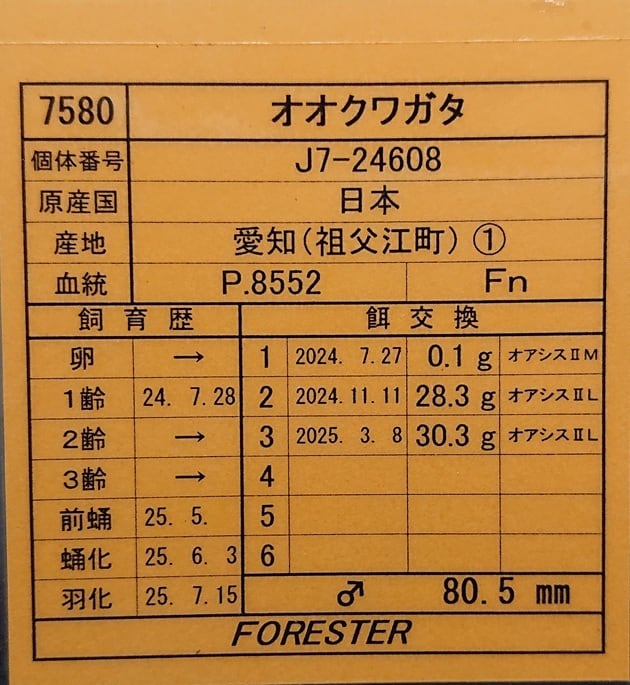 7580 オオクワガタ
個体番号 J7-24608
原産国 日本
産地 愛知(祖父江町) ①
血統 P.8552 Fn
飼育歴 餌交換
卵 → 1 2024. 7.27 0.1 g オアシスⅡM
1齢 24. 7.28 2 2024.11.11 28.3 g オアシスⅡL
2齢 → 3 2025. 3. 8 30.3 g オアシスⅡL
3齢 → 4
前蛹 25. 5. 5
蛹化 25. 6. 3 6
羽化 25. 7.15 ♂ 80.5 mm
FORESTER